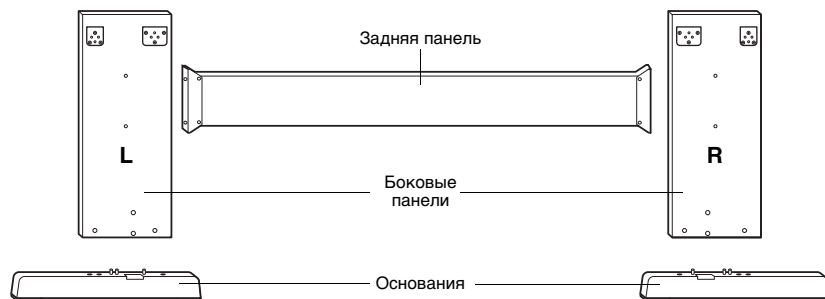 Задняя панель
L
R
Боковые
панели
Основания